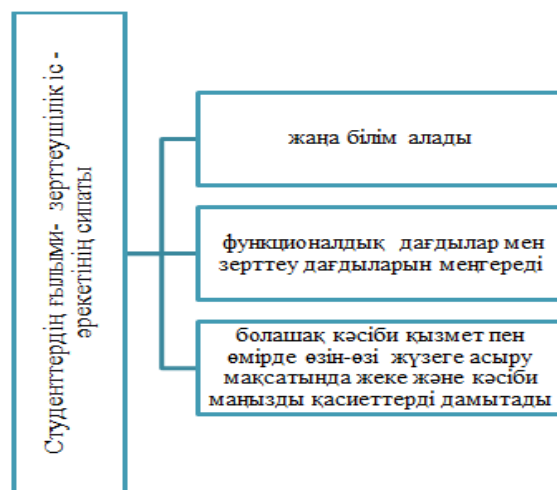 Студенттердің ғылыми- зерттеушілік іс -
әрекетінің сипаты
жаңа білім алады
функционалдық дағдылар мен
зерттеу дағдыларын меңгереді
болашақ кәсіби қызмет пен
өмірде өзін-өзі жүзеге асыру
мақсатында жеке және кәсіби
маңызды қасиеттерді дамытады